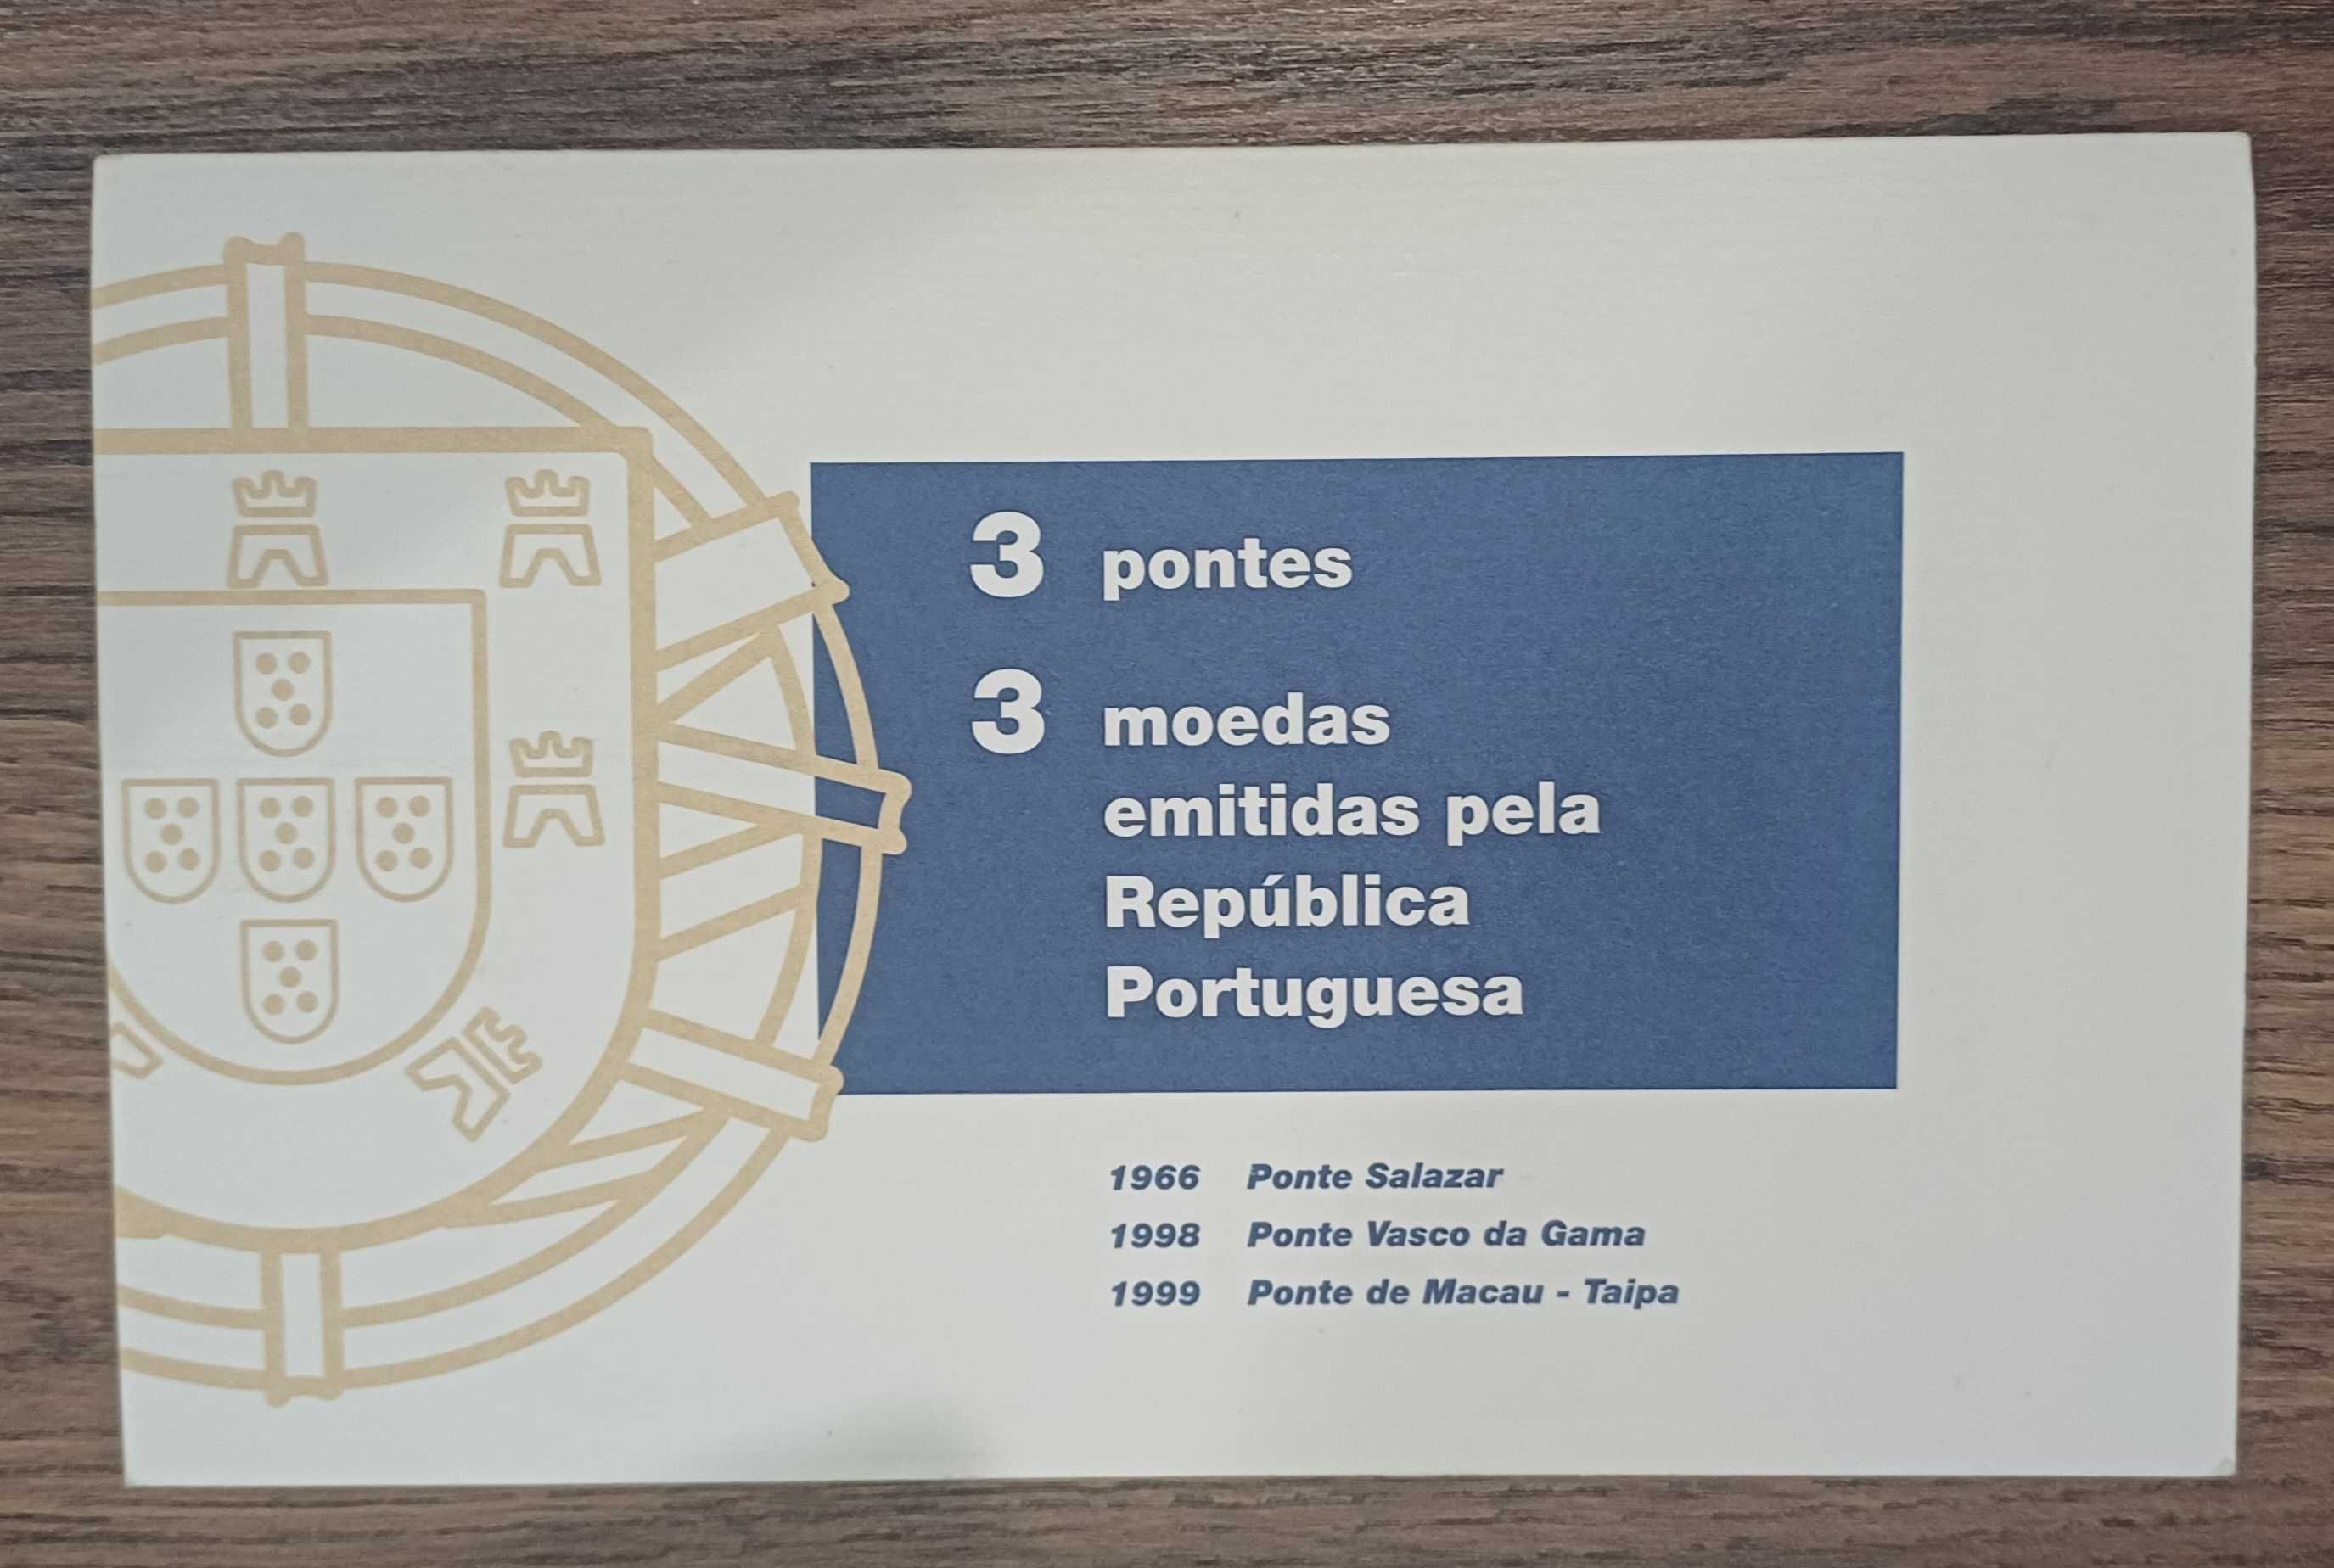 3 pontes
3 moedas
emitidas pela
República
Portuguesa
1966 Ponte Salazar
1998 Ponte Vasco da Gama
1999 Ponte de Macau - Taipa